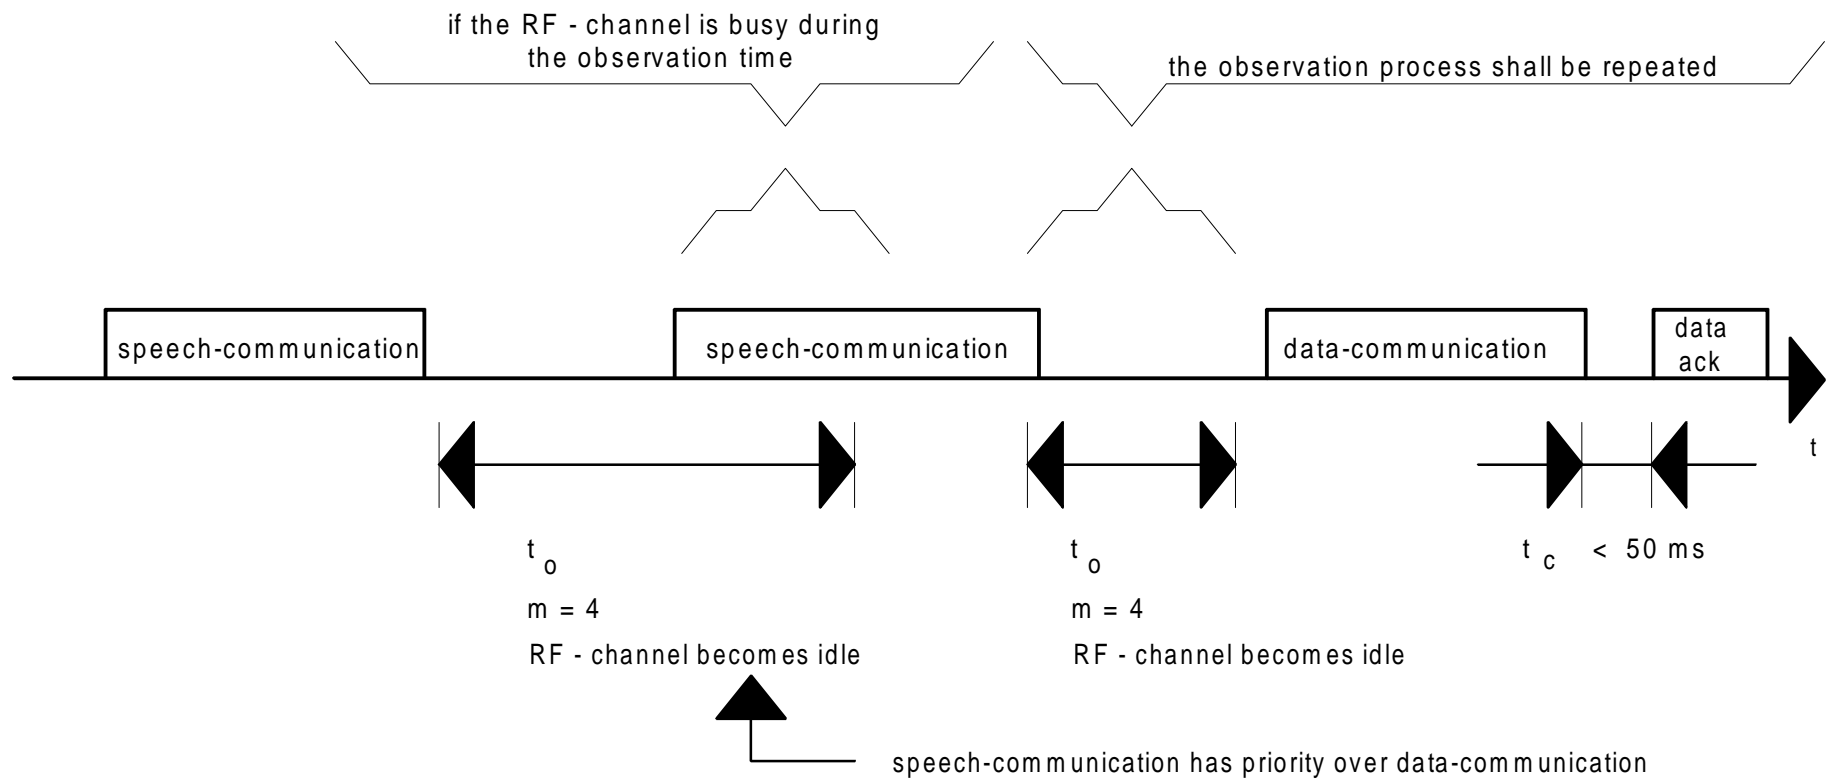 if the RF - channel is busy during
the observation time
the observation process shall be repeated
speech-communication
speech-communication
data-communication
data
ack
t
t o
m = 4
RF - channel becomes idle
t o
m = 4
RF - channel becomes idle
t c < 50 ms
speech-communication has priority over data-communication